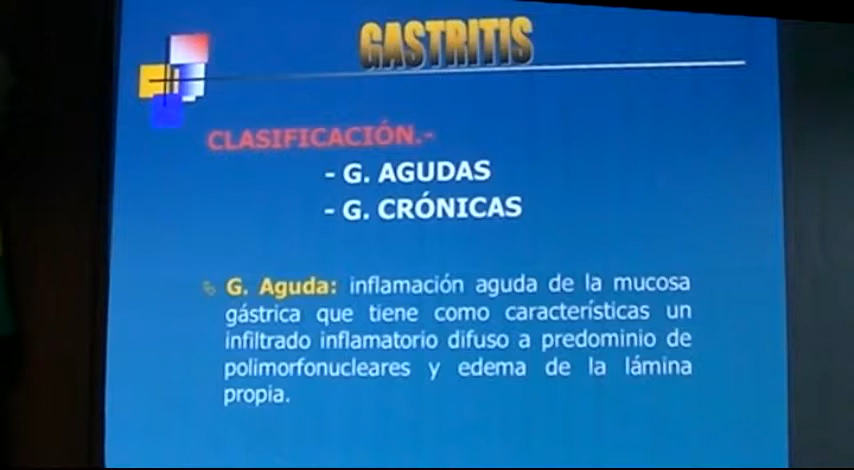 GASTRITIS
CLASIFICACIÓN.-
- G. AGUDAS
- G. CRÓNICAS
G. Aguda: inflamación aguda de la mucosa
gástrica que tiene como características un
infiltrado inflamatorio difuso a predominio de
polimorfonucleares y edema de la lámina
propia.